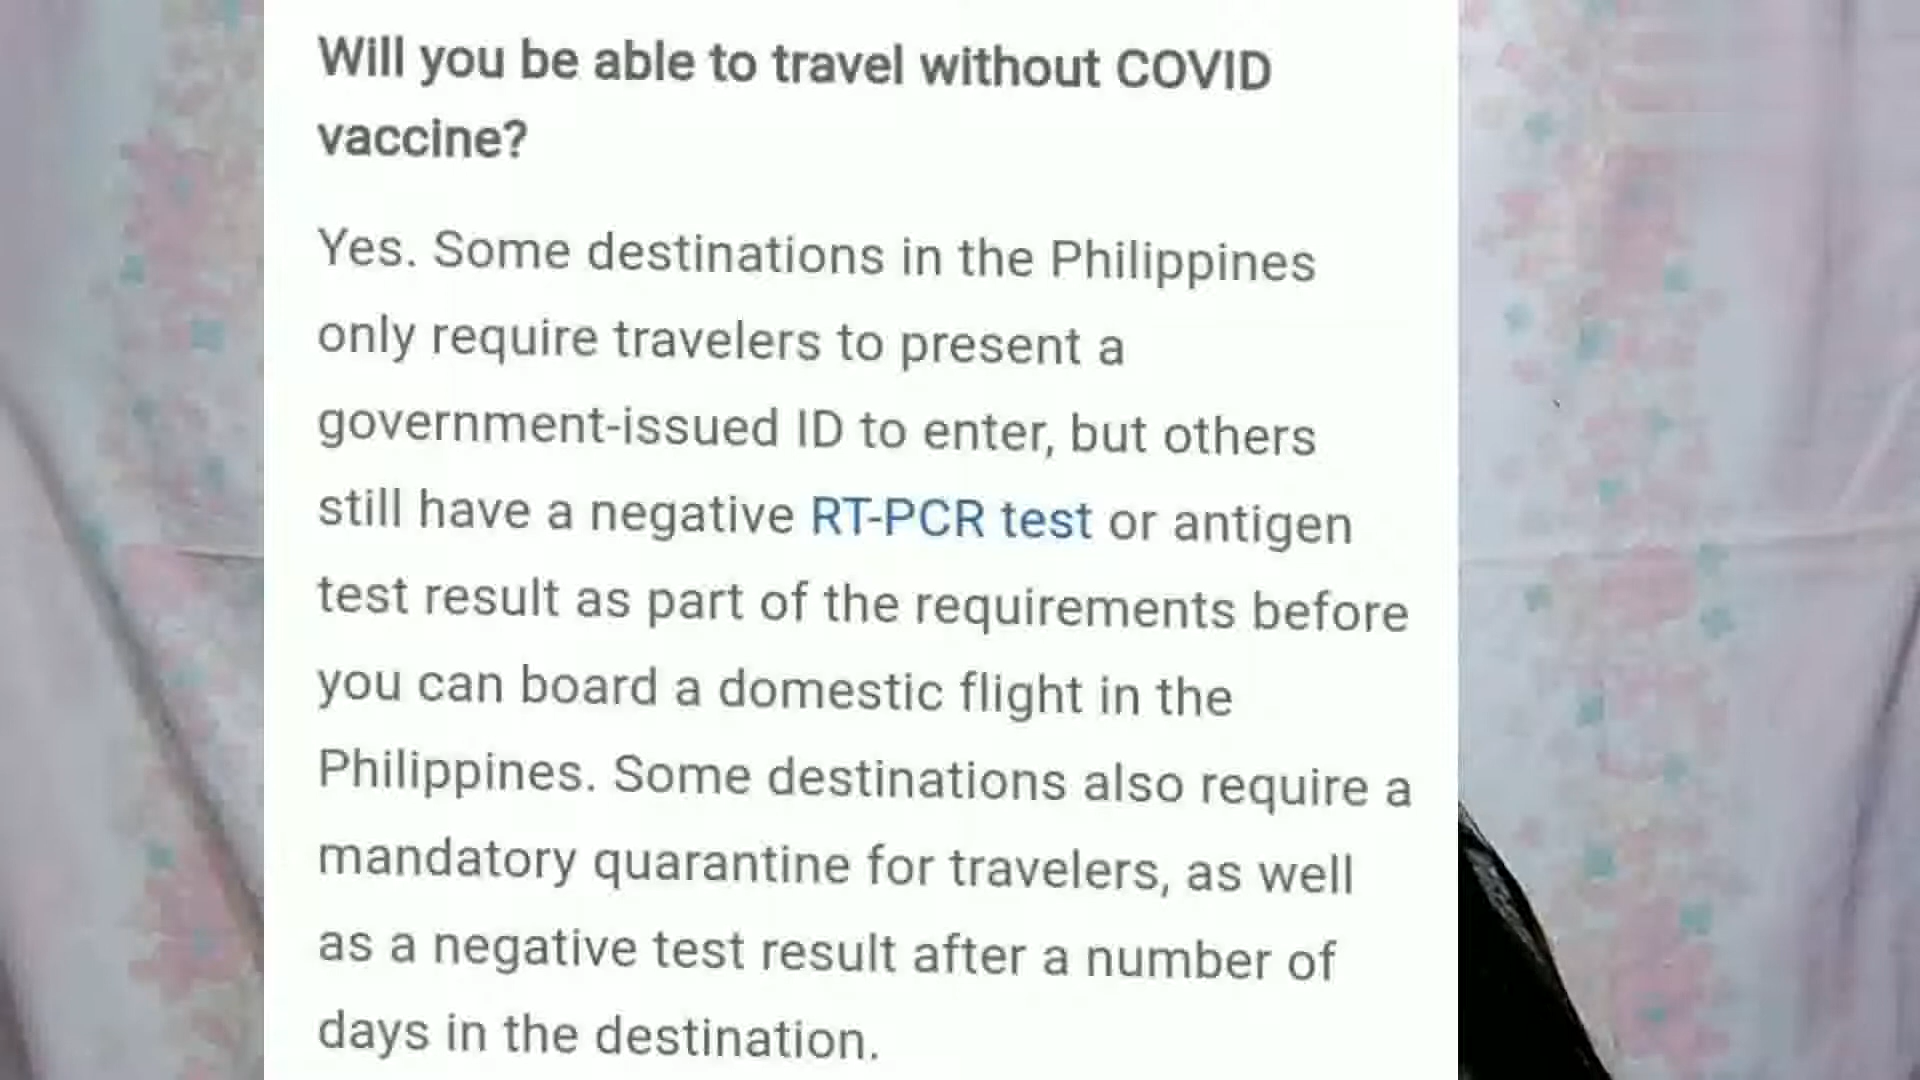 Will you be able to travel without COVID
vaccine?
Yes. Some destinations in the Philippines
only require travelers to present a
government-issued ID to enter, but others
still have a negative RT-PCR test or antigen
test result as part of the requirements before
you can board a domestic flight in the
Philippines. Some destinations also require a
mandatory quarantine for travelers, as well
as a negative test result after a number of
days in the destination.